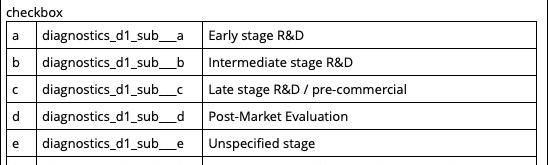 checkbox
a diagnostics_d1_sub___a Early stage R&D
b diagnostics_d1_sub___b Intermediate stage R&D
c diagnostics_d1_sub___c Late stage R&D / pre-commercial
d diagnostics_d1_sub___d Post-Market Evaluation
e diagnostics_d1_sub___e Unspecified stage